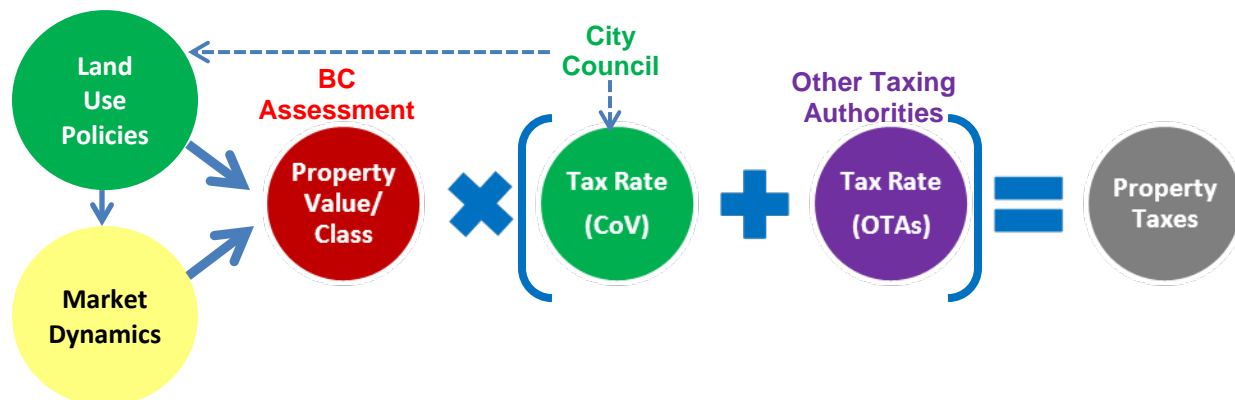 Land
Use
Policies
Market
Dynamics
BC
Assessment
Property
Value/
Class
City
Council
Tax Rate
(CoV)
Other Taxing
Authorities
Tax Rate
(OTAs)
Property
Taxes